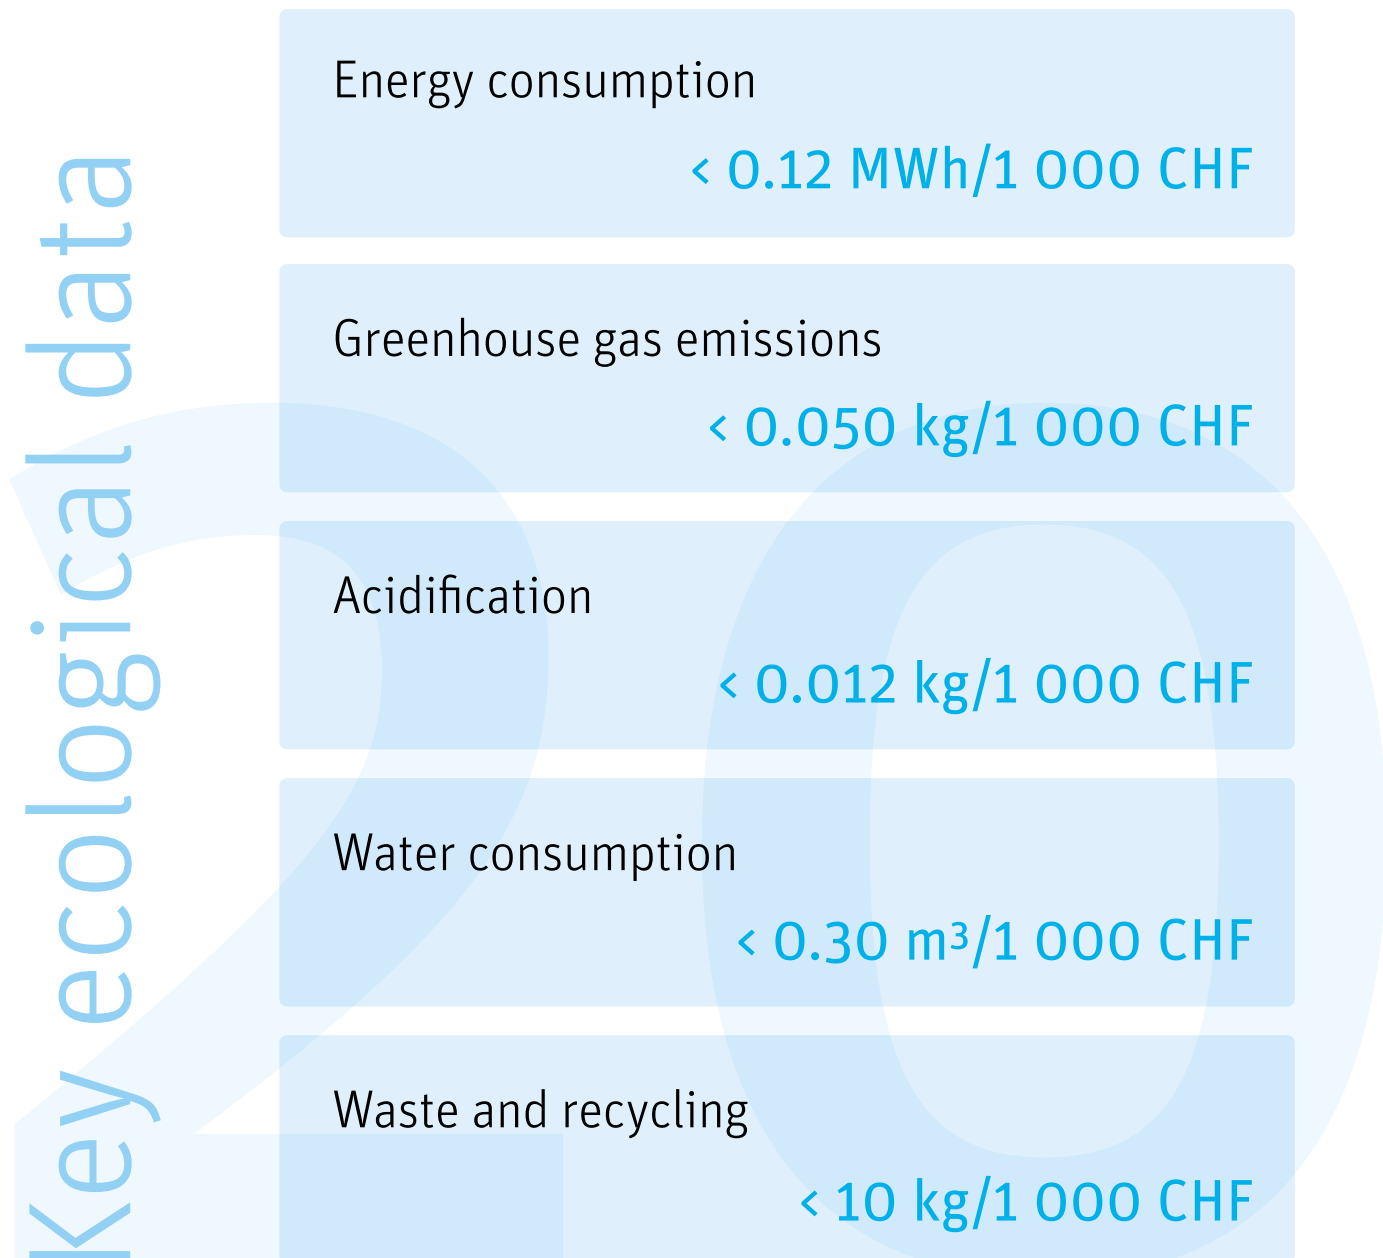 Key ecological data
Energy consumption
< 0.12 MWh/1 000 CHF
Greenhouse gas emissions
< 0.050 kg/1 000 CHF
Acidification
< 0.012 kg/1 000 CHF
Water consumption
< 0.30 m³/1 000 CHF
Waste and recycling
< 10 kg/1 000 CHF
20